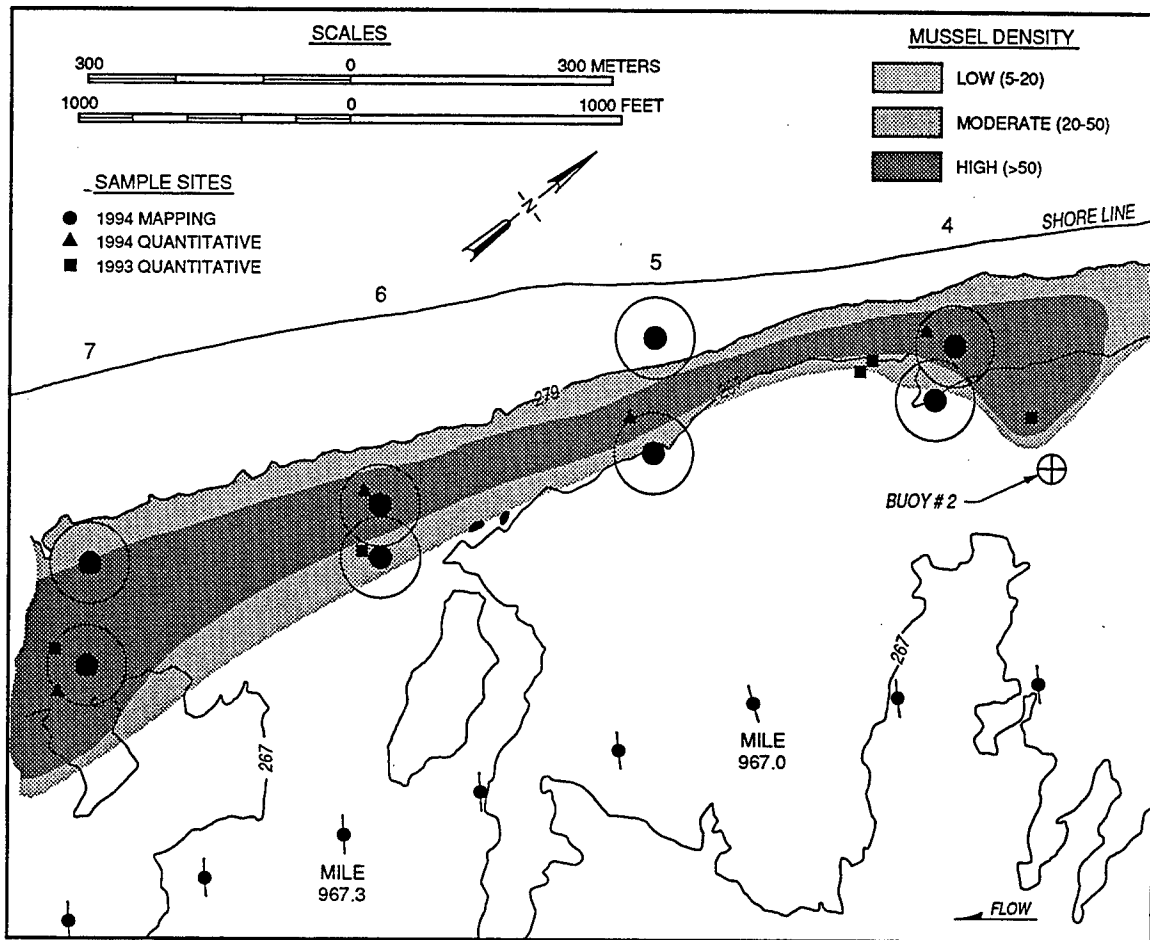 SCALES
300 0 300 METERS
1000 0 1000 FEET
MUSSEL DENSITY
LOW (5-20)
MODERATE (20-50)
HIGH (>50)
-N-
SAMPLE SITES
1994 MAPPING
1994 QUANTITATIVE
1993 QUANTITATIVE
SHORE LINE
4
5
6
7
279
BUOY # 2
267
267
MILE
967.0
MILE
967.3
FLOW